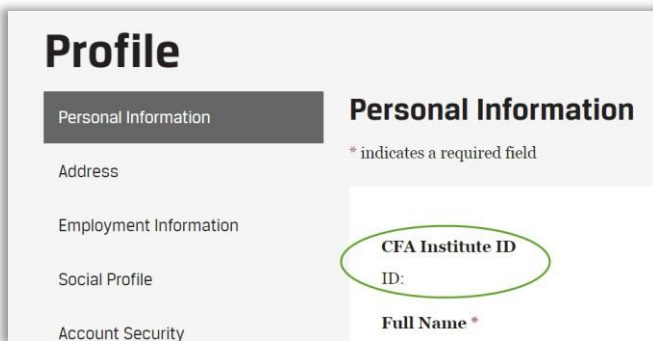 Profile
Personal Information
Address
Employment Information
Social Profile
Account Security
Personal Information
* indicates a required field
CFA Institute ID
ID:
Full Name *